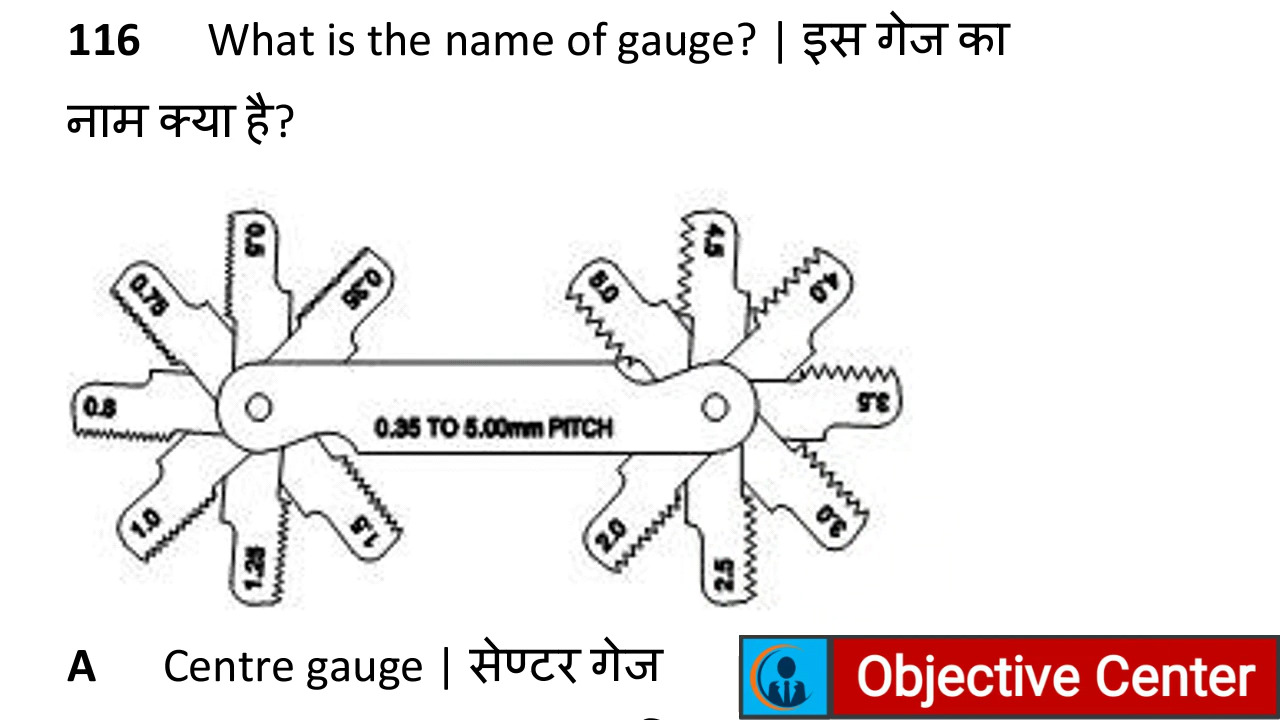 116 What is the name of gauge? | इस गेज का
नाम क्या है?
0.5
4.5
0.75
0.35
5.0
4.0
0.8
3.5
0.35 TO 5.00mm PITCH
1.0
1.5
2.0
3.0
1.25
2.5
A Centre gauge | सेण्टर गेज
Objective Center